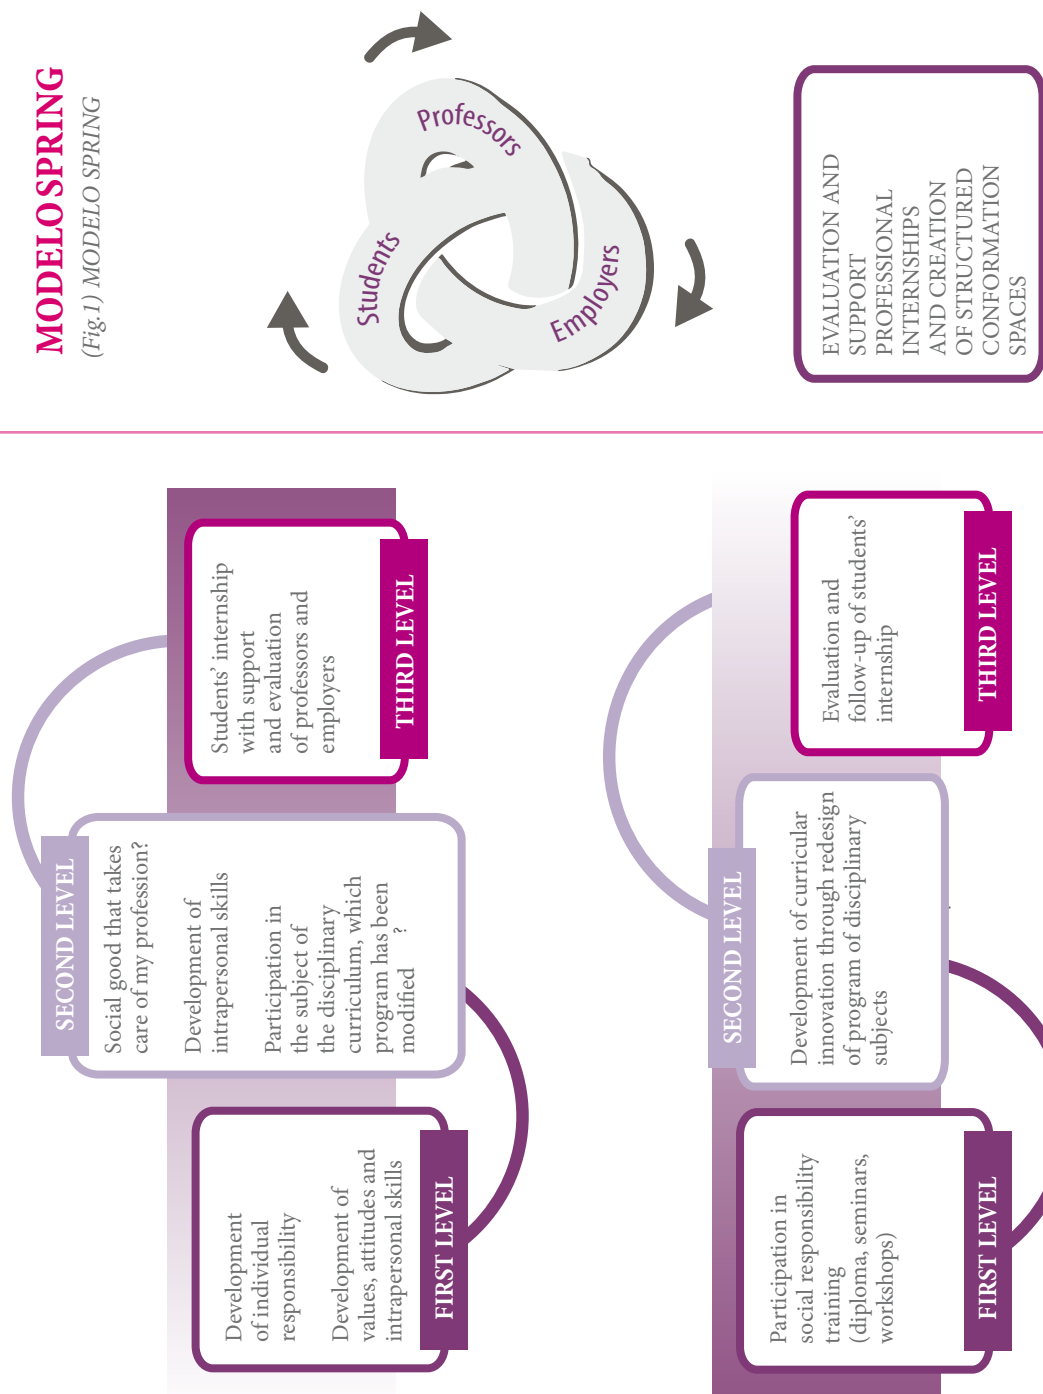 MODELO SPRING
(Fig.1) MODELO SPRING
Students
Professors
Employers
EVALUATION AND
SUPPORT
PROFESSIONAL
INTERNSHIPS
AND CREATION
OF STRUCTURED
CONFORMATION
SPACES
Development
of individual
responsibility
Development of
values, attitudes and
intrapersonal skills
FIRST LEVEL
SECOND LEVEL
Social good that takes
care of my profession?
Development of
intrapersonal skills
Participation in
the subject of
the disciplinary
curriculum, which
program has been
modified
?
Students’ internship
with support
and evaluation
of professors and
employers
THIRD LEVEL
Participation in
social responsibility
training
(diploma, seminars,
workshops)
FIRST LEVEL
SECOND LEVEL
Development of curricular
innovation through redesign
of program of disciplinary
subjects
Evaluation and
follow-up of students’
internship
THIRD LEVEL